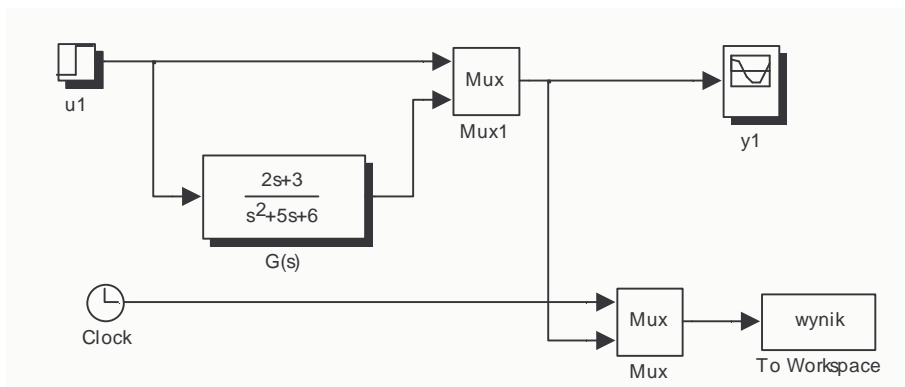 u1
Mux
Mux1
y1
2s+3
s²+5s+6
G(s)
Clock
Mux
Mux
wynik
To Workspace